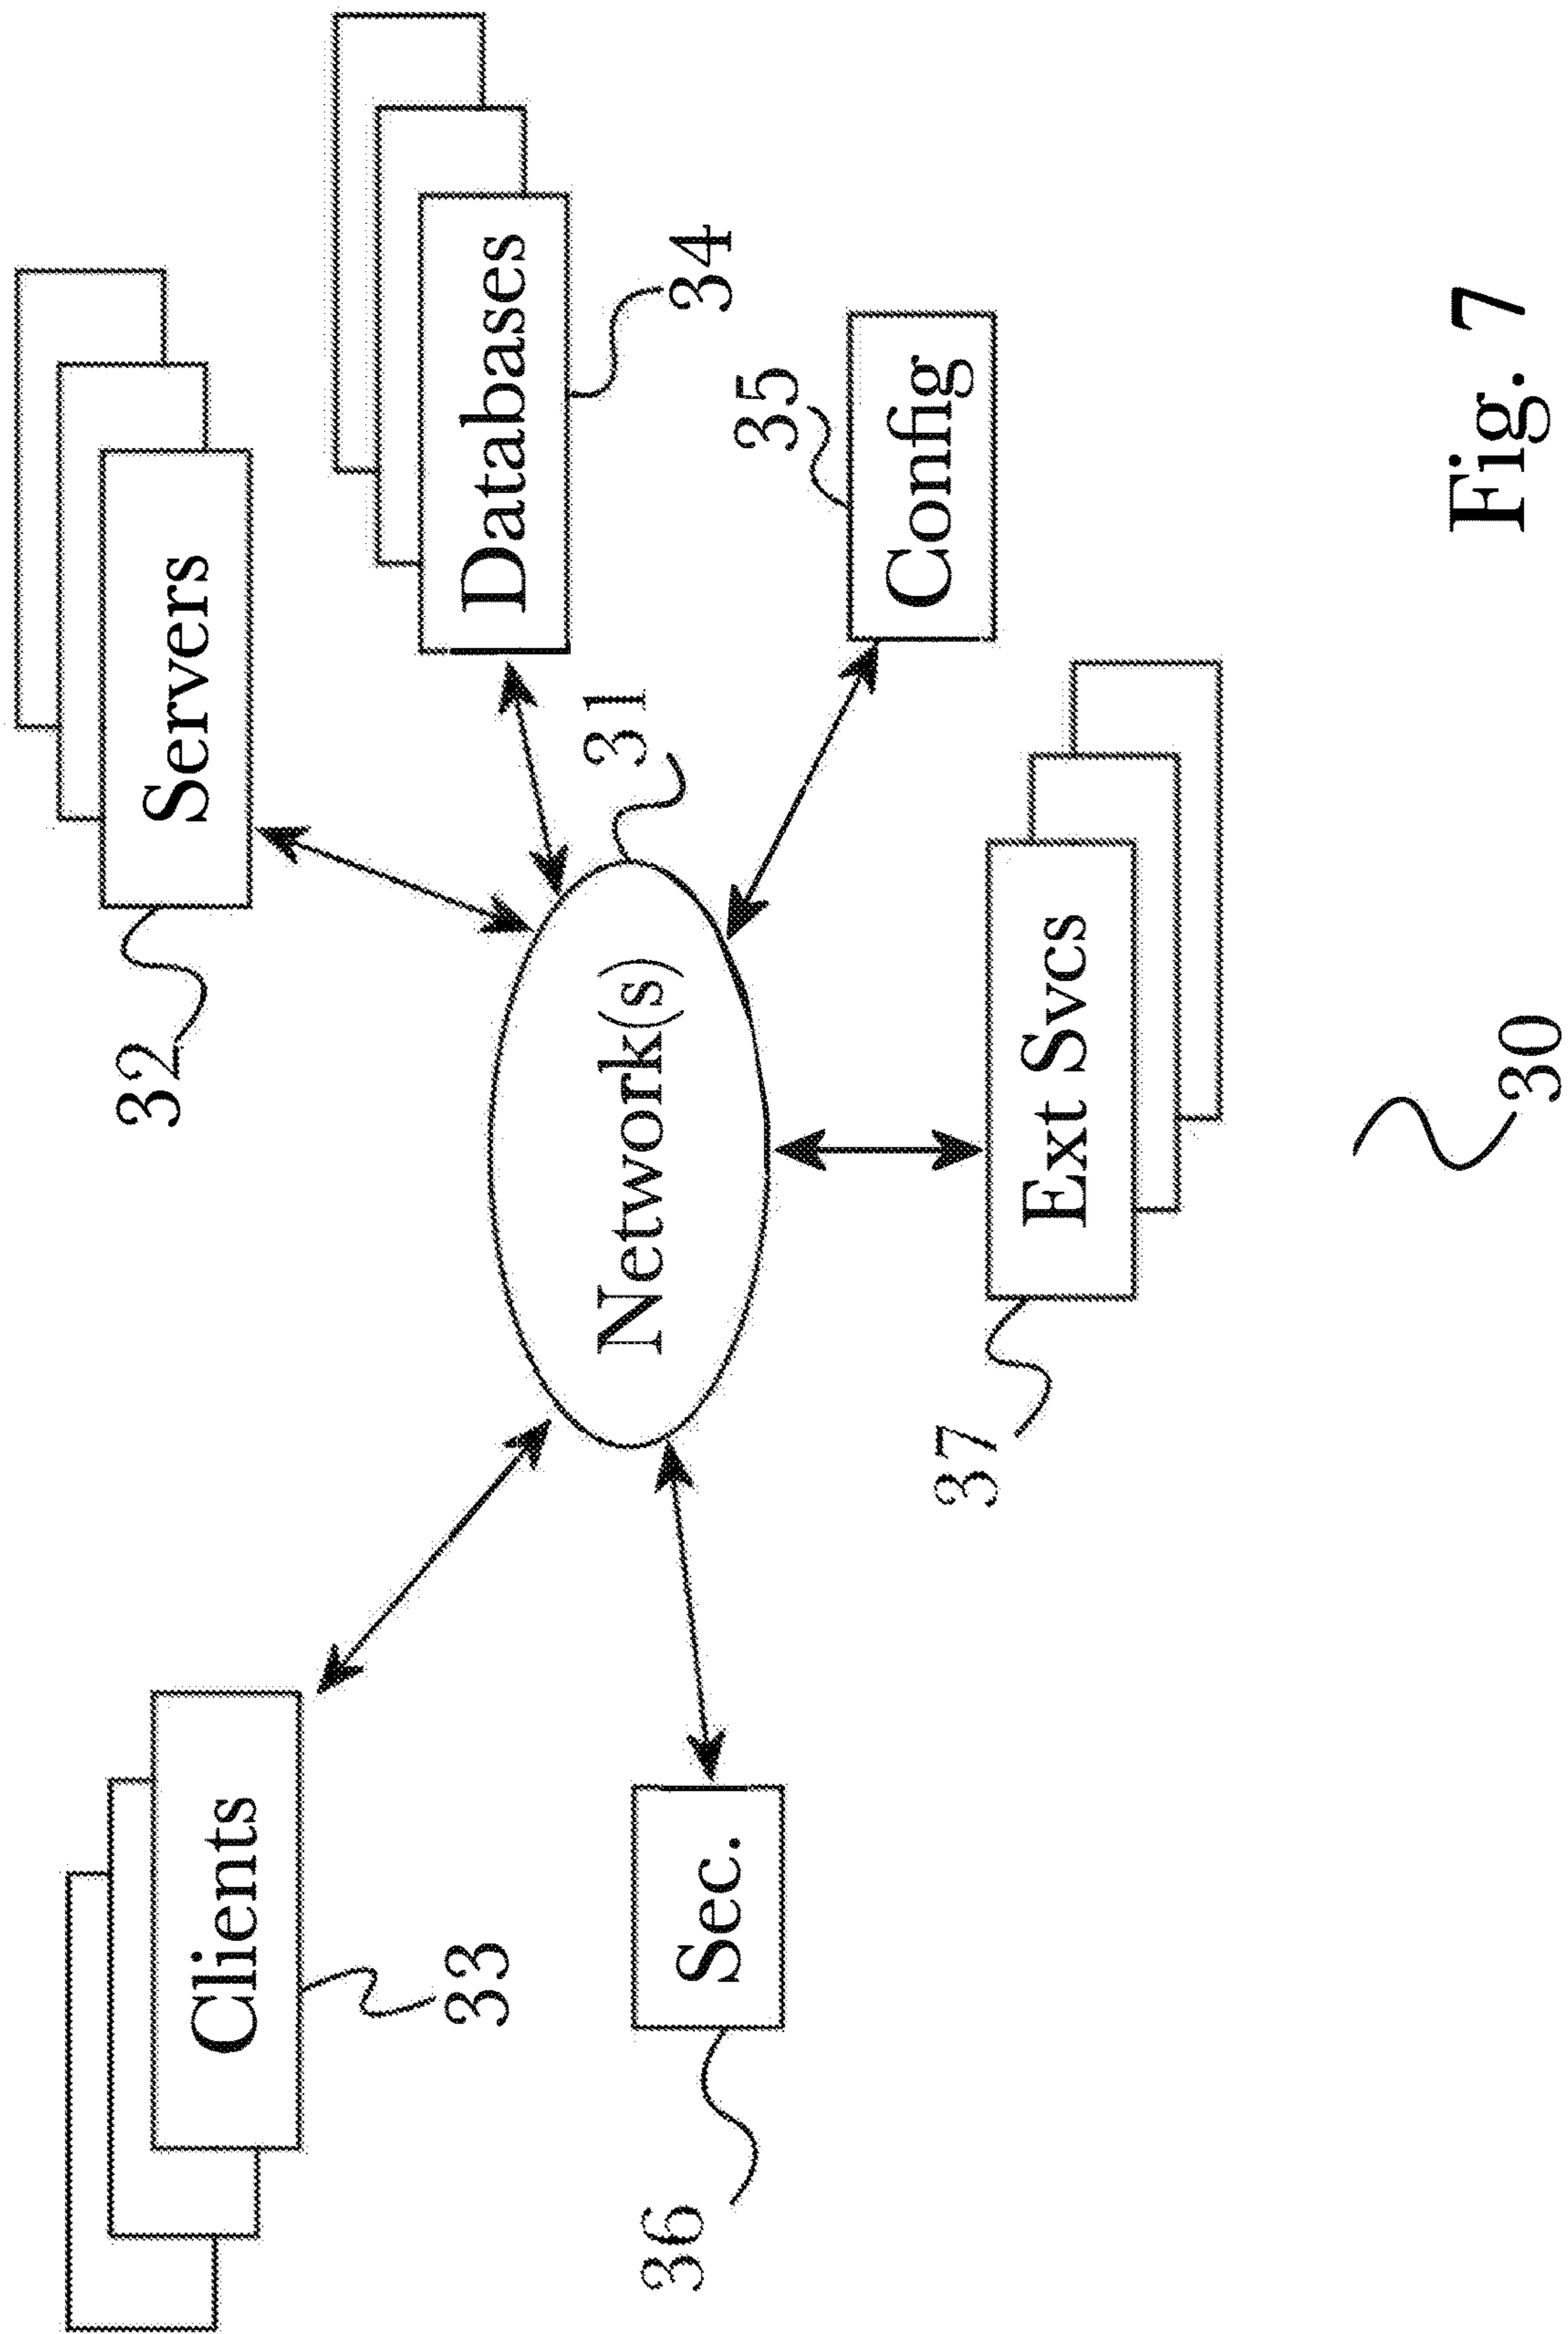 Clients
33
32
Servers
Databases
34
31
Network(s)
36
Sec.
35
Config
37
Ext Svcs
30
Fig. 7